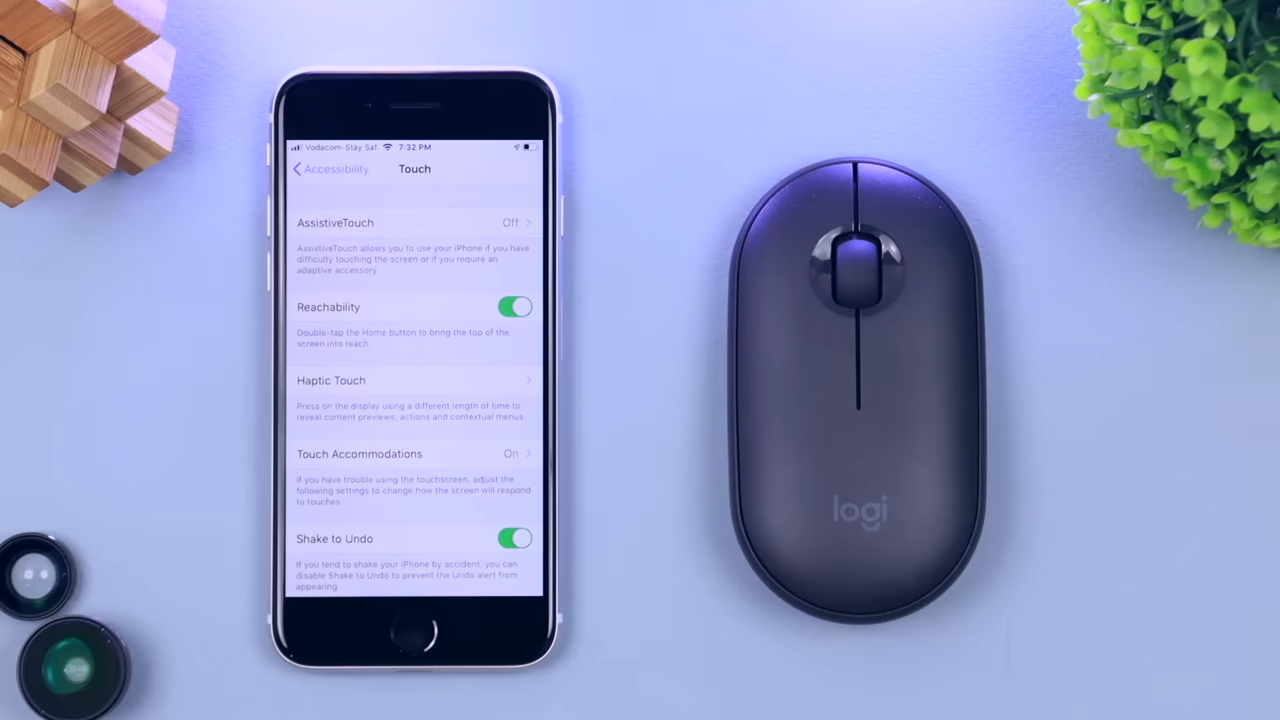 Vodacom-Stay Saf
7:32 PM
Accessibility
Touch
AssistiveTouch
Off
AssistiveTouch allows you to use your iPhone if you have
difficulty touching the screen or if you require an
adaptive accessory.
Reachability
Double-tap the Home button to bring the top of the
screen into reach.
Haptic Touch
Press on the display using a different length of time to
reveal content previews, actions and contextual menus.
Touch Accommodations
On
If you have trouble using the touchscreen, adjust the
following settings to change how the screen will respond
to touches.
Shake to Undo
If you tend to shake your iPhone by accident, you can
disable Shake to Undo to prevent the Undo alert from
appearing.
logi